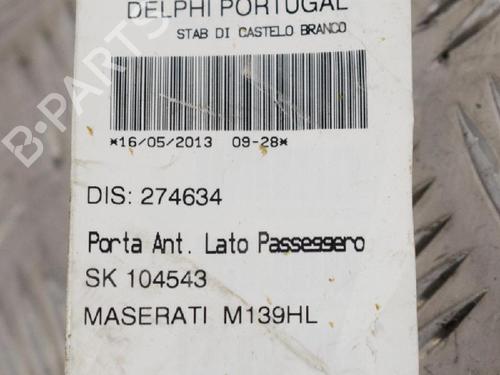 DELPHI PORTUGAL
STAB DI CASTELO BRANCO
*16/05/2013 09-28*
DIS: 274634
Porta Ant. Lato Passeggero
SK 104543
MASERATI M139HL
B-PARTS